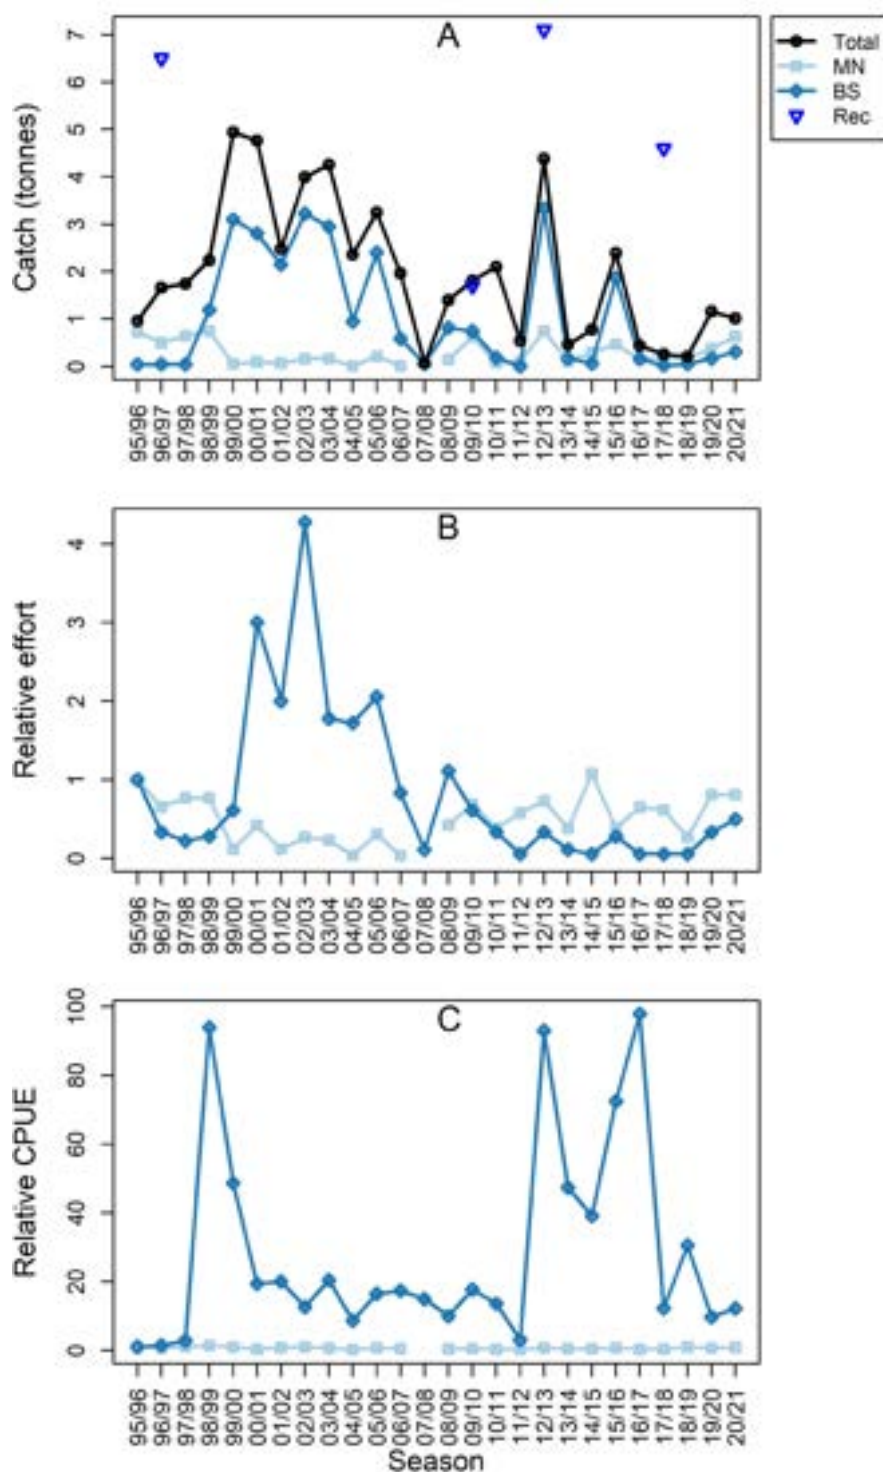 A
Total
MN
BS
Rec
Catch (tonnes)
7
6
5
4
3
2
1
0
95/96 96/97 97/98 98/99 99/00 00/01 01/02 02/03 03/04 04/05 05/06 06/07 07/08 08/09 09/10 10/11 11/12 12/13 13/14 14/15 15/16 16/17 17/18 18/19 19/20 20/21
B
Relative effort
4
3
2
1
0
95/96 96/97 97/98 98/99 99/00 00/01 01/02 02/03 03/04 04/05 05/06 06/07 07/08 08/09 09/10 10/11 11/12 12/13 13/14 14/15 15/16 16/17 17/18 18/19 19/20 20/21
C
Relative CPUE
100
80
60
40
20
0
95/96 96/97 97/98 98/99 99/00 00/01 01/02 02/03 03/04 04/05 05/06 06/07 07/08 08/09 09/10 10/11 11/12 12/13 13/14 14/15 15/16 16/17 17/18 18/19 19/20 20/21
Season